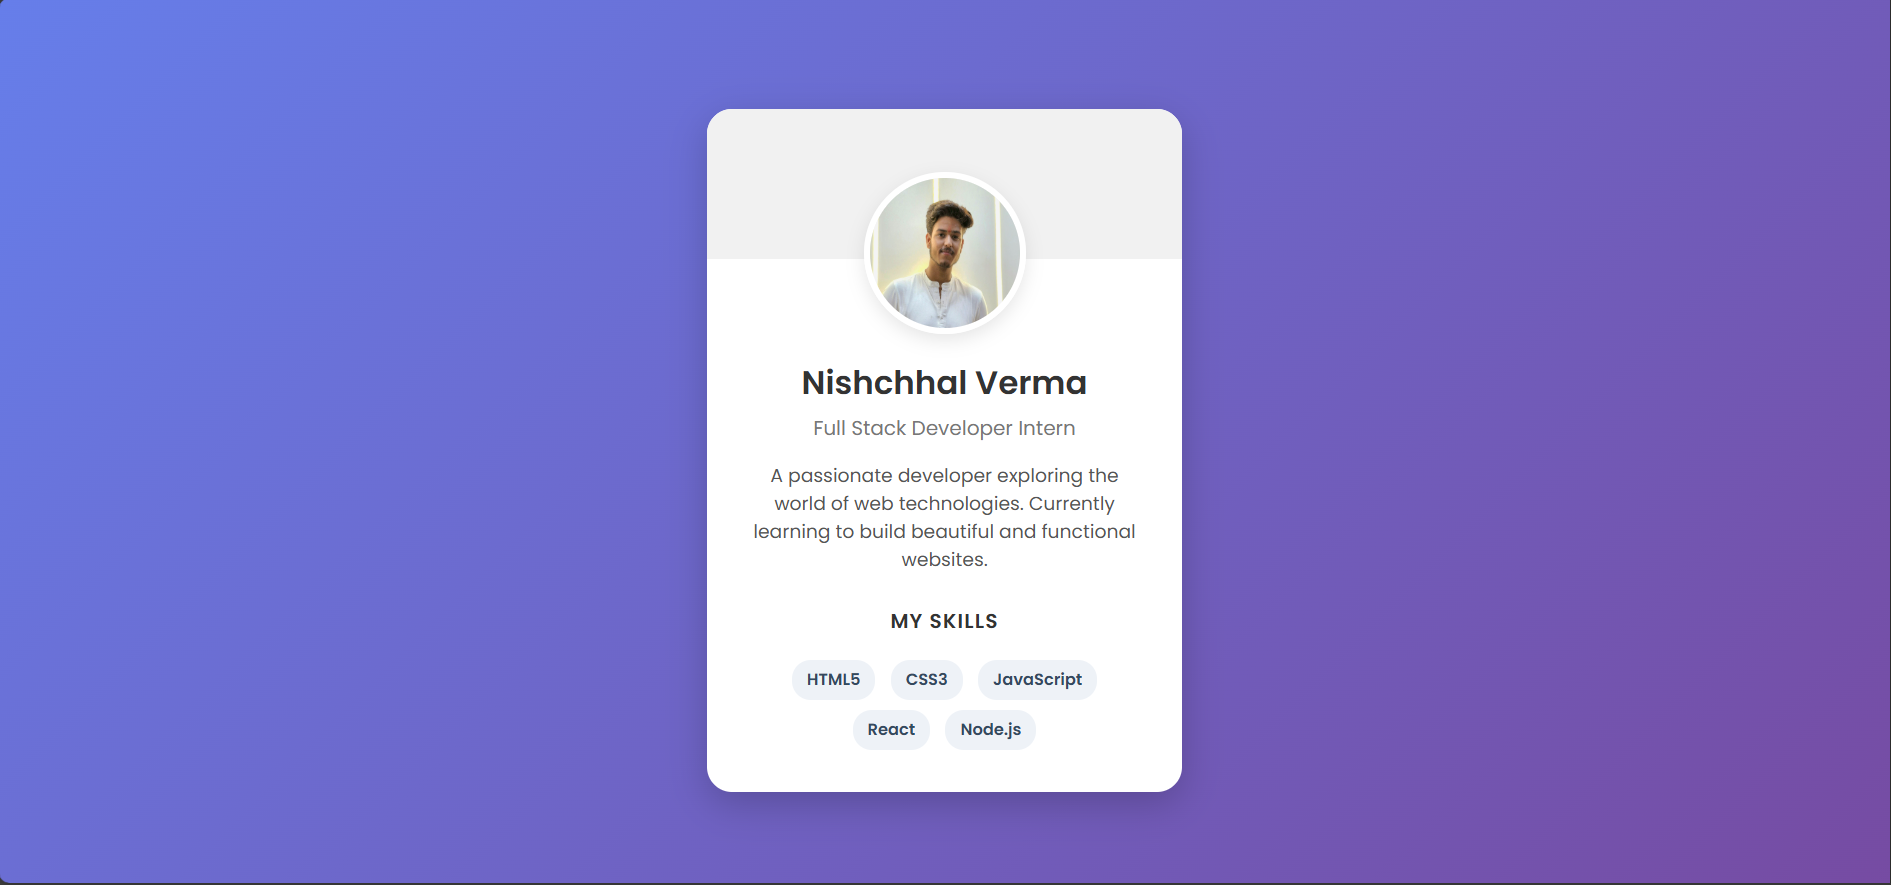 Nishchhal Verma
Full Stack Developer Intern
A passionate developer exploring the
world of web technologies. Currently
learning to build beautiful and functional
websites.
MY SKILLS
HTML5 CSS3 JavaScript
React Node.js